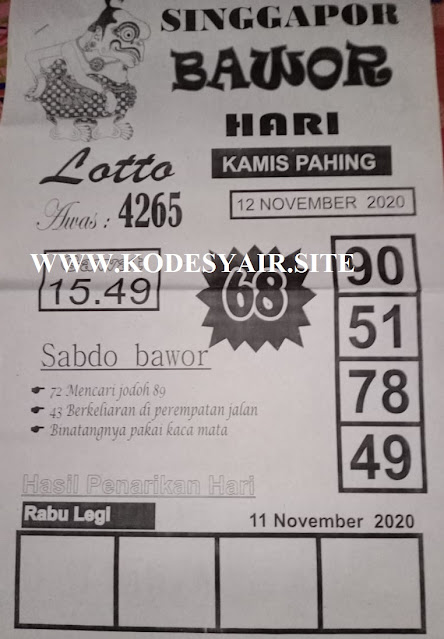 SINGGAPOR
BAWOR
HARI
Lotto
KAMIS PAHING
Awas : 4265
12 NOVEMBER 2020
WWW.KODESYAIR.SITE
15.49
68
90
51
78
49
Sabdo bawor
72 Mencari jodoh 89
43 Berkeliaran di perempatan jalan
Binatangnya pakai kaca mata
Hasil Penarikan Hari
Rabu Legi
11 November 2020